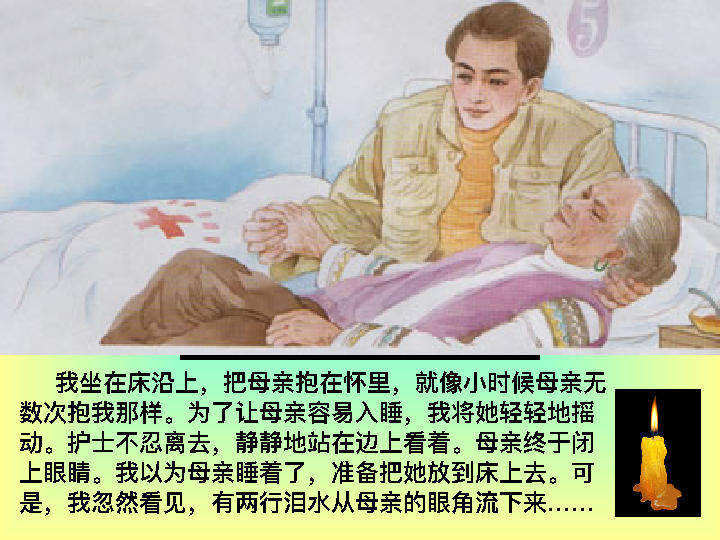 5
我坐在床沿上，把母亲抱在怀里，就像小时候母亲无
数次抱我那样。为了让母亲容易入睡，我将她轻轻地摇
动。护士不忍离去，静静地站在边上看着。母亲终于闭
上眼睛。我以为母亲睡着了，准备把她放到床上去。可
是，我忽然看见，有两行泪水从母亲的眼角流下来……